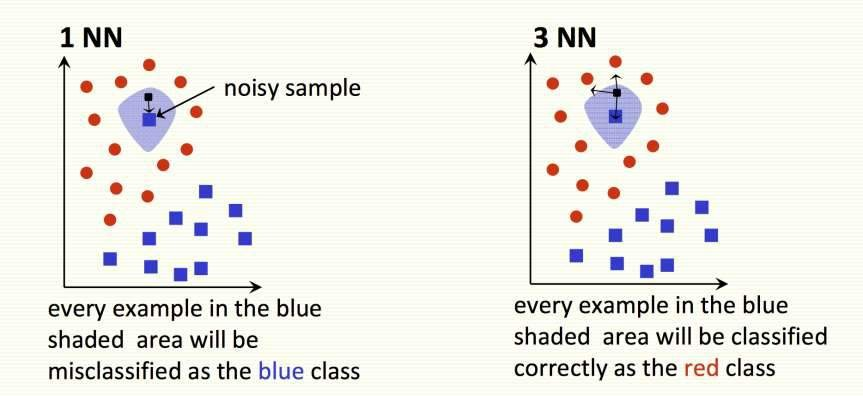 1 NN
noisy sample
every example in the blue
shaded area will be
misclassified as the blue class
3 NN
every example in the blue
shaded area will be classified
correctly as the red class